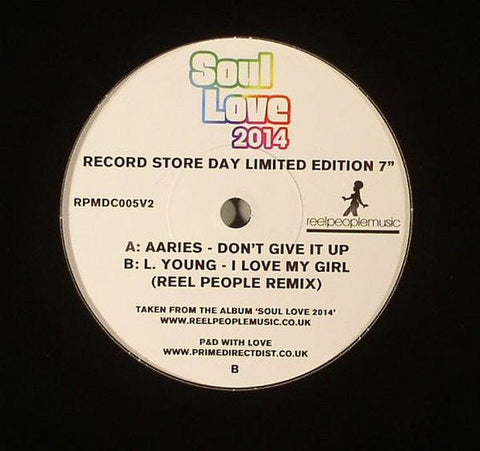 Soul
Love
2014
RECORD STORE DAY LIMITED EDITION 7”
RPMDC005V2
reelpeoplemusic
A: AARIES - DON'T GIVE IT UP
B: L. YOUNG - I LOVE MY GIRL
(REEL PEOPLE REMIX)
TAKEN FROM THE ALBUM 'SOUL LOVE 2014'
WWW.REELPEOPLEMUSIC.CO.UK
P&D WITH LOVE
WWW.PRIMEDIRECTDIST.CO.UK
B